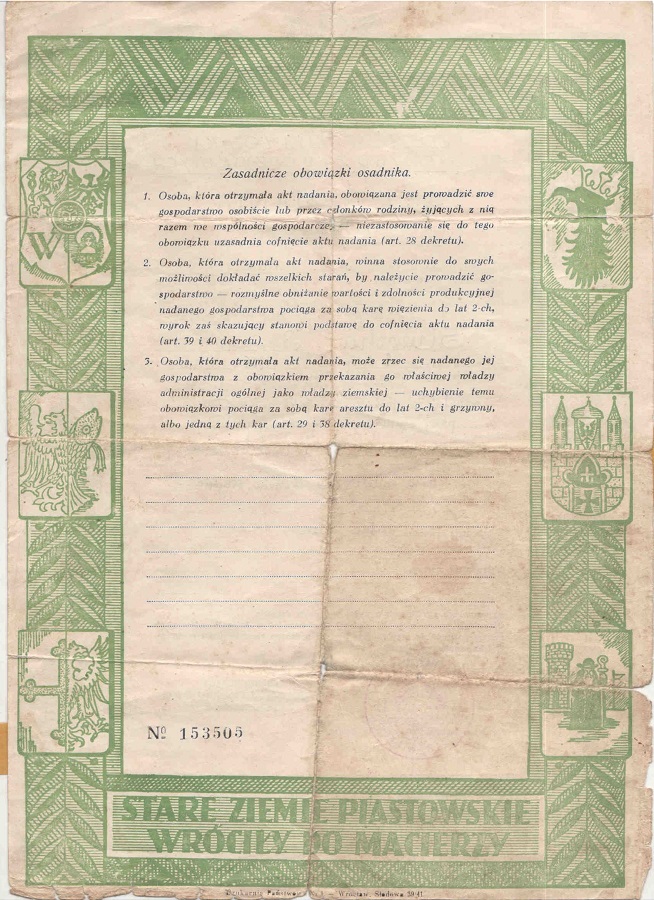 W
Zasadnicze obowiązki osadnika.
1. Osoba, która otrzymała akt nadania, obowiązana jest prowadzić swe
gospodarstwo osobiście lub przez członków rodziny, żyjących z nią
razem we wspólności gospodarczej — niezastosowanie się do tego
obowiązku uzasadnia cofnięcie aktu nadania (art. 28 dekretu).
2. Osoba, która otrzymała akt nadania, winna stosownie do swych
możliwości dokładać wszelkich starań, by należycie prowadzić go-
spodarstwo — rozmyślne obniżanie wartości i zdolności produkcyjnej
nadanego gospodarstwa pociąga za sobą karę więzienia do lat 2-ch,
wyrok zaś skazujący stanowi podstawę do cofnięcia aktu nadania
(art. 39 i 40 dekretu).
3. Osoba, która otrzymała akt nadania, może zrzec się nadanego jej
gospodarstwa z obowiązkiem przekazania go właściwej władzy
administracji ogólnej jako władzy ziemskiej — uchybienie temu
obowiązkowi pociąga za sobą karę aresztu do lat 2-ch i grzywny,
albo jedną z tych kar (art. 29 i 38 dekretu).
№ 153505
STARE ZIEMIE PIASTOWSKIE
WRÓCIŁY DO MACIERZY
Drukarnia Państwowa — Wrocław, Słodowa 39/41